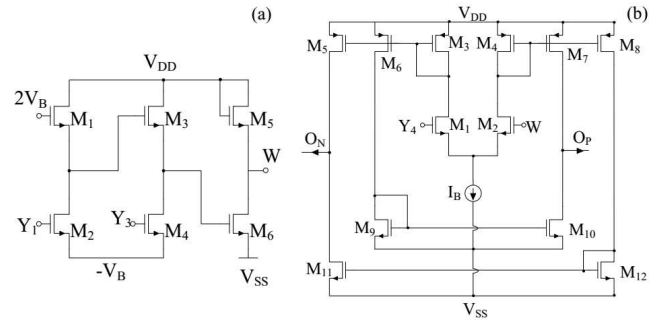 (a)
V_DD
2V_B
M_1
M_3
M_5
W
Y_1
M_2
Y_3
M_4
M_6
-V_B
V_SS
(b)
V_DD
M_5
M_6
M_3
M_4
M_7
M_8
Y_4
M_1
M_2
W
O_N
O_P
I_B
M_9
M_10
M_11
M_12
V_SS